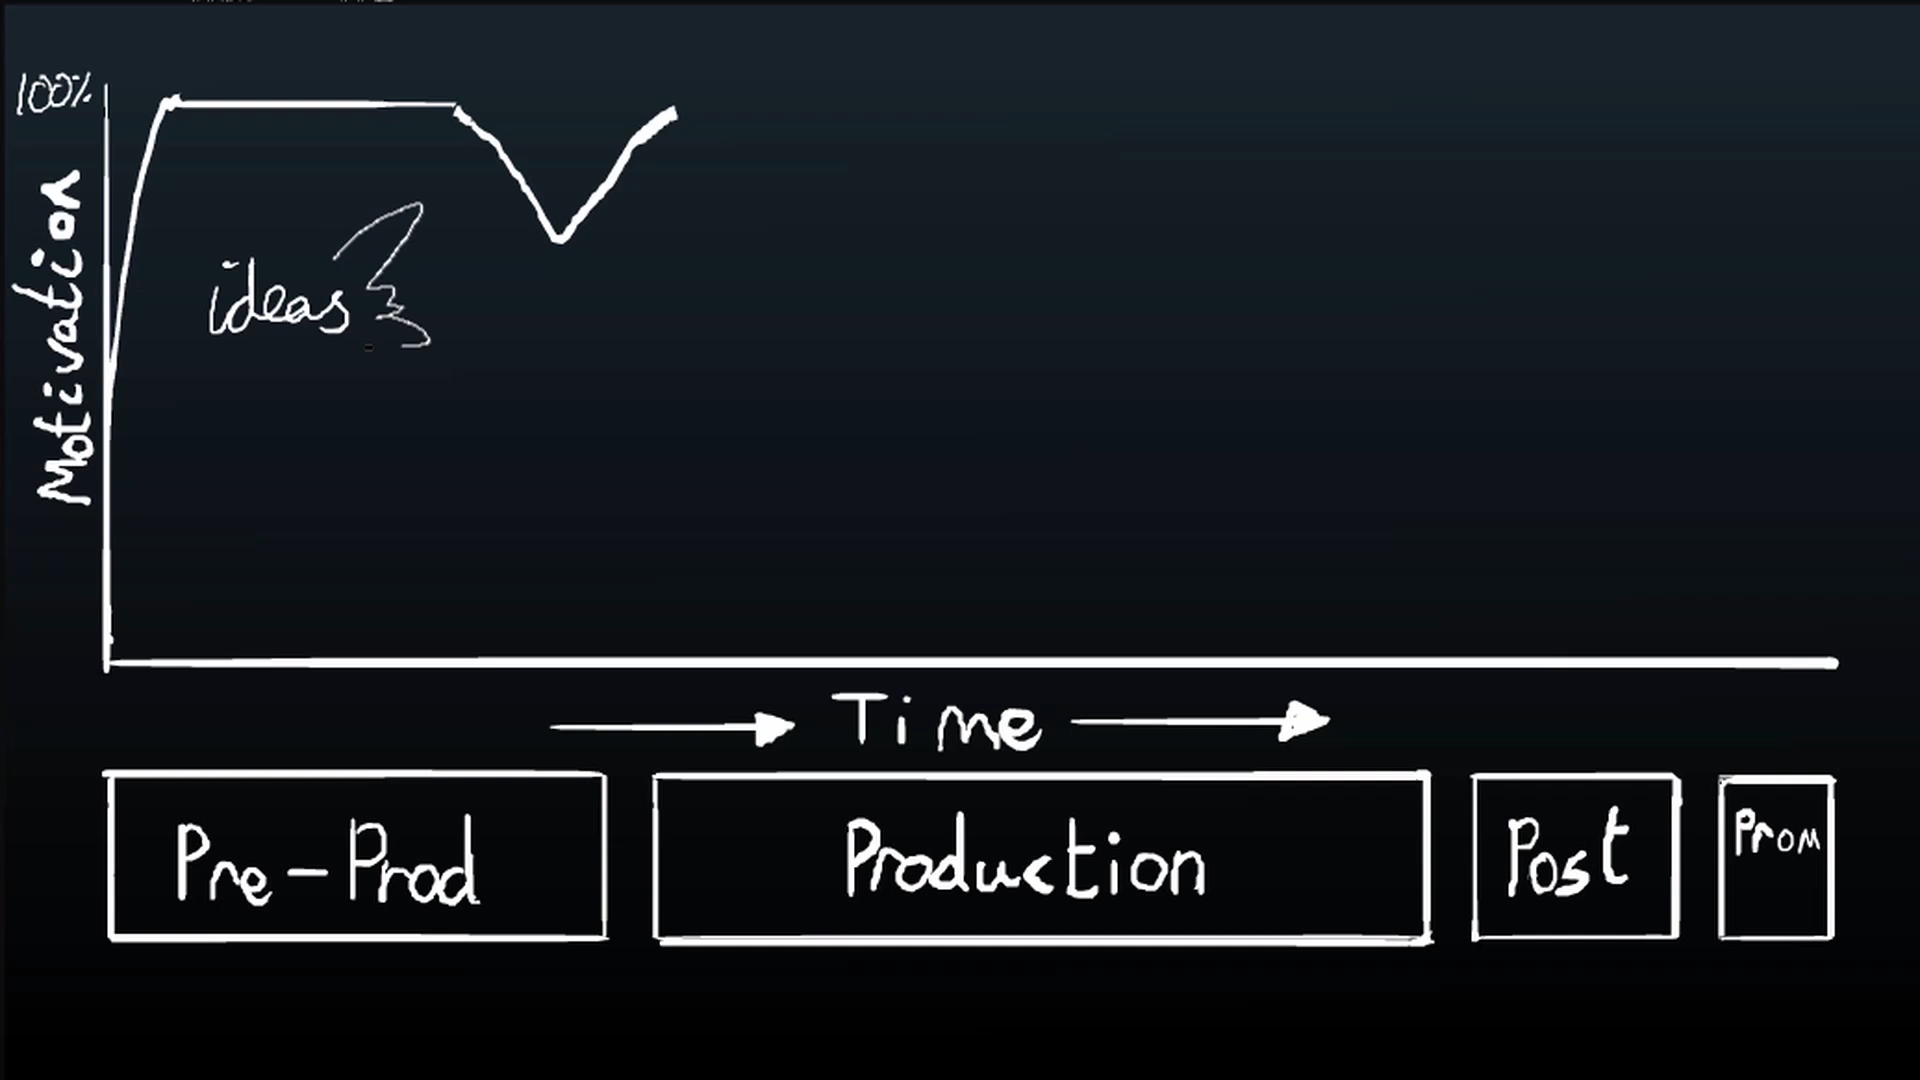 100%
Motivation
ideas
Time
Pre-Prod
Production
Post
Prom